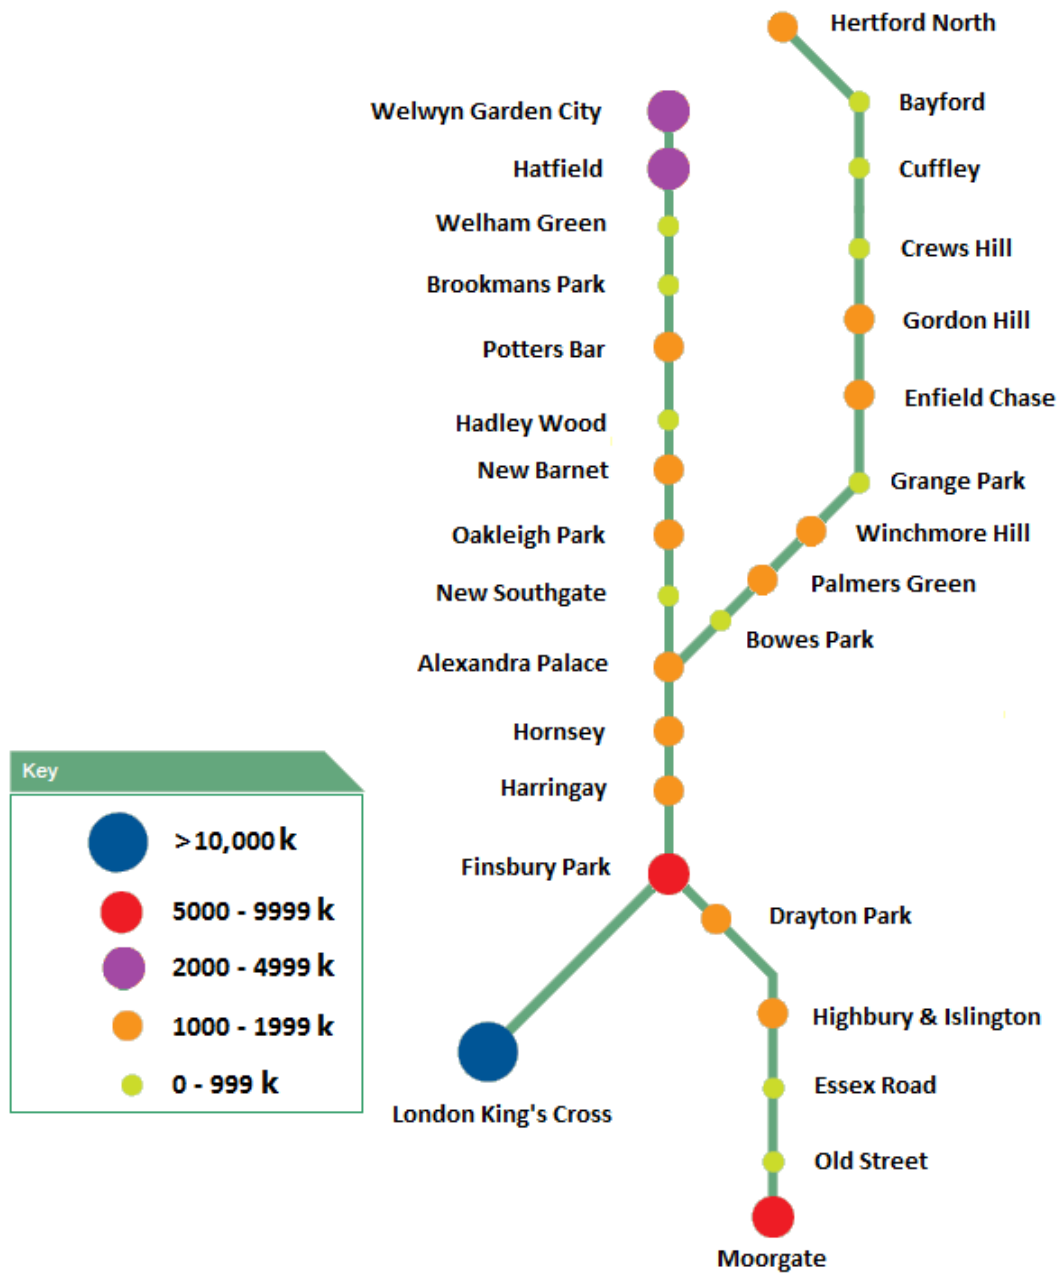 Hertford North
Bayford
Welwyn Garden City
Hatfield
Cuffley
Welham Green
Crews Hill
Brookmans Park
Gordon Hill
Potters Bar
Enfield Chase
Hadley Wood
New Barnet
Grange Park
Oakleigh Park
Winchmore Hill
New Southgate
Palmers Green
Bowes Park
Alexandra Palace
Hornsey
Harringay
Finsbury Park
Drayton Park
Highbury & Islington
Essex Road
London King's Cross
Old Street
Moorgate
Key
>10,000 k
5000 - 9999 k
2000 - 4999 k
1000 - 1999 k
0 - 999 k